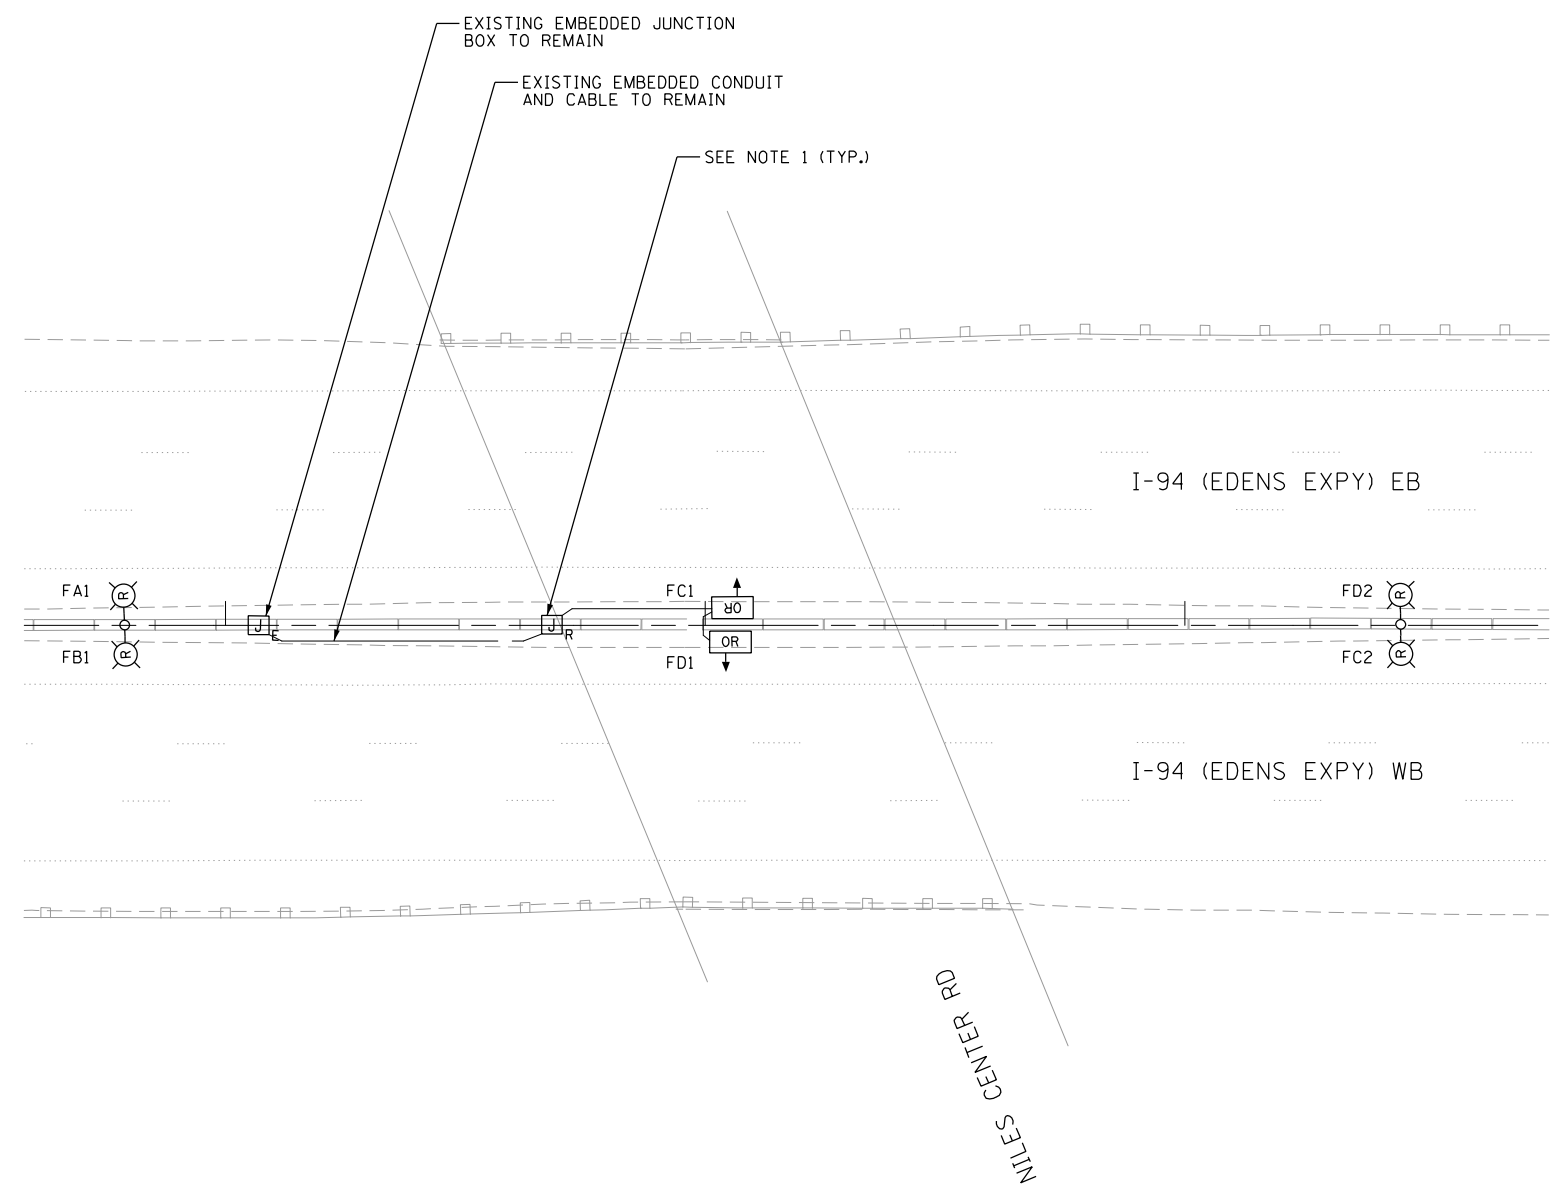 EXISTING EMBEDDED JUNCTION
BOX TO REMAIN
EXISTING EMBEDDED CONDUIT
AND CABLE TO REMAIN
SEE NOTE 1 (TYP.)
I-94 (EDENS EXPY) EB
FA1
R
FC1
OR
FD2
R
J
E
J
R
FB1
R
OR
FD1
FC2
R
I-94 (EDENS EXPY) WB
NILES CENTER RD